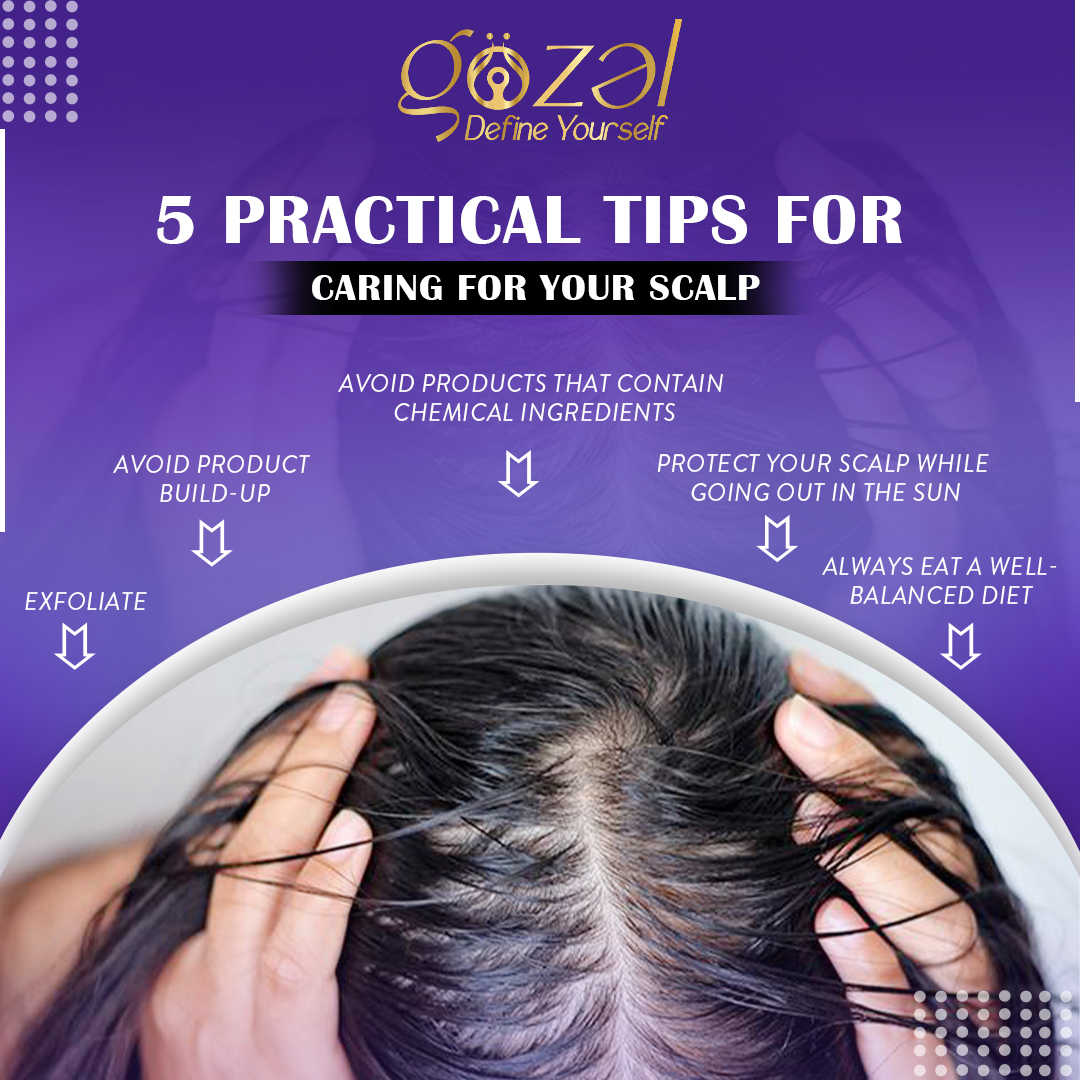 gözəl
Define Yourself
5 PRACTICAL TIPS FOR
CARING FOR YOUR SCALP
AVOID PRODUCTS THAT CONTAIN
CHEMICAL INGREDIENTS
AVOID PRODUCT
BUILD-UP
PROTECT YOUR SCALP WHILE
GOING OUT IN THE SUN
EXFOLIATE
ALWAYS EAT A WELL-
BALANCED DIET